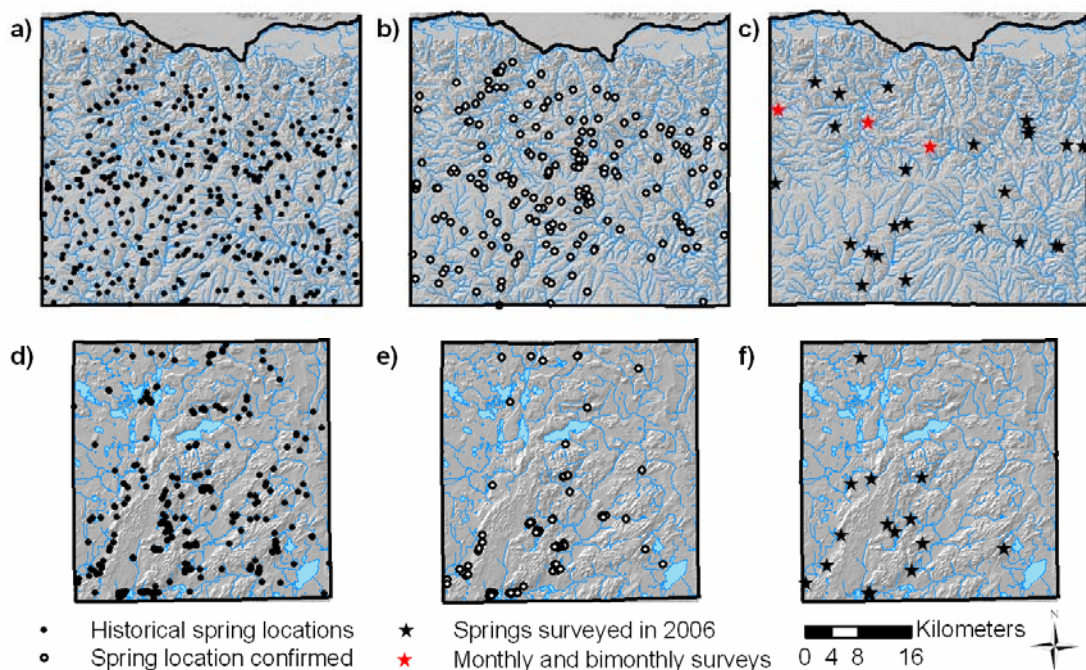 a)
b)
c)
d)
e)
f)
Historical spring locations
Spring location confirmed
Springs surveyed in 2006
Monthly and bimonthly surveys
Kilometers
0 4 8 16
N